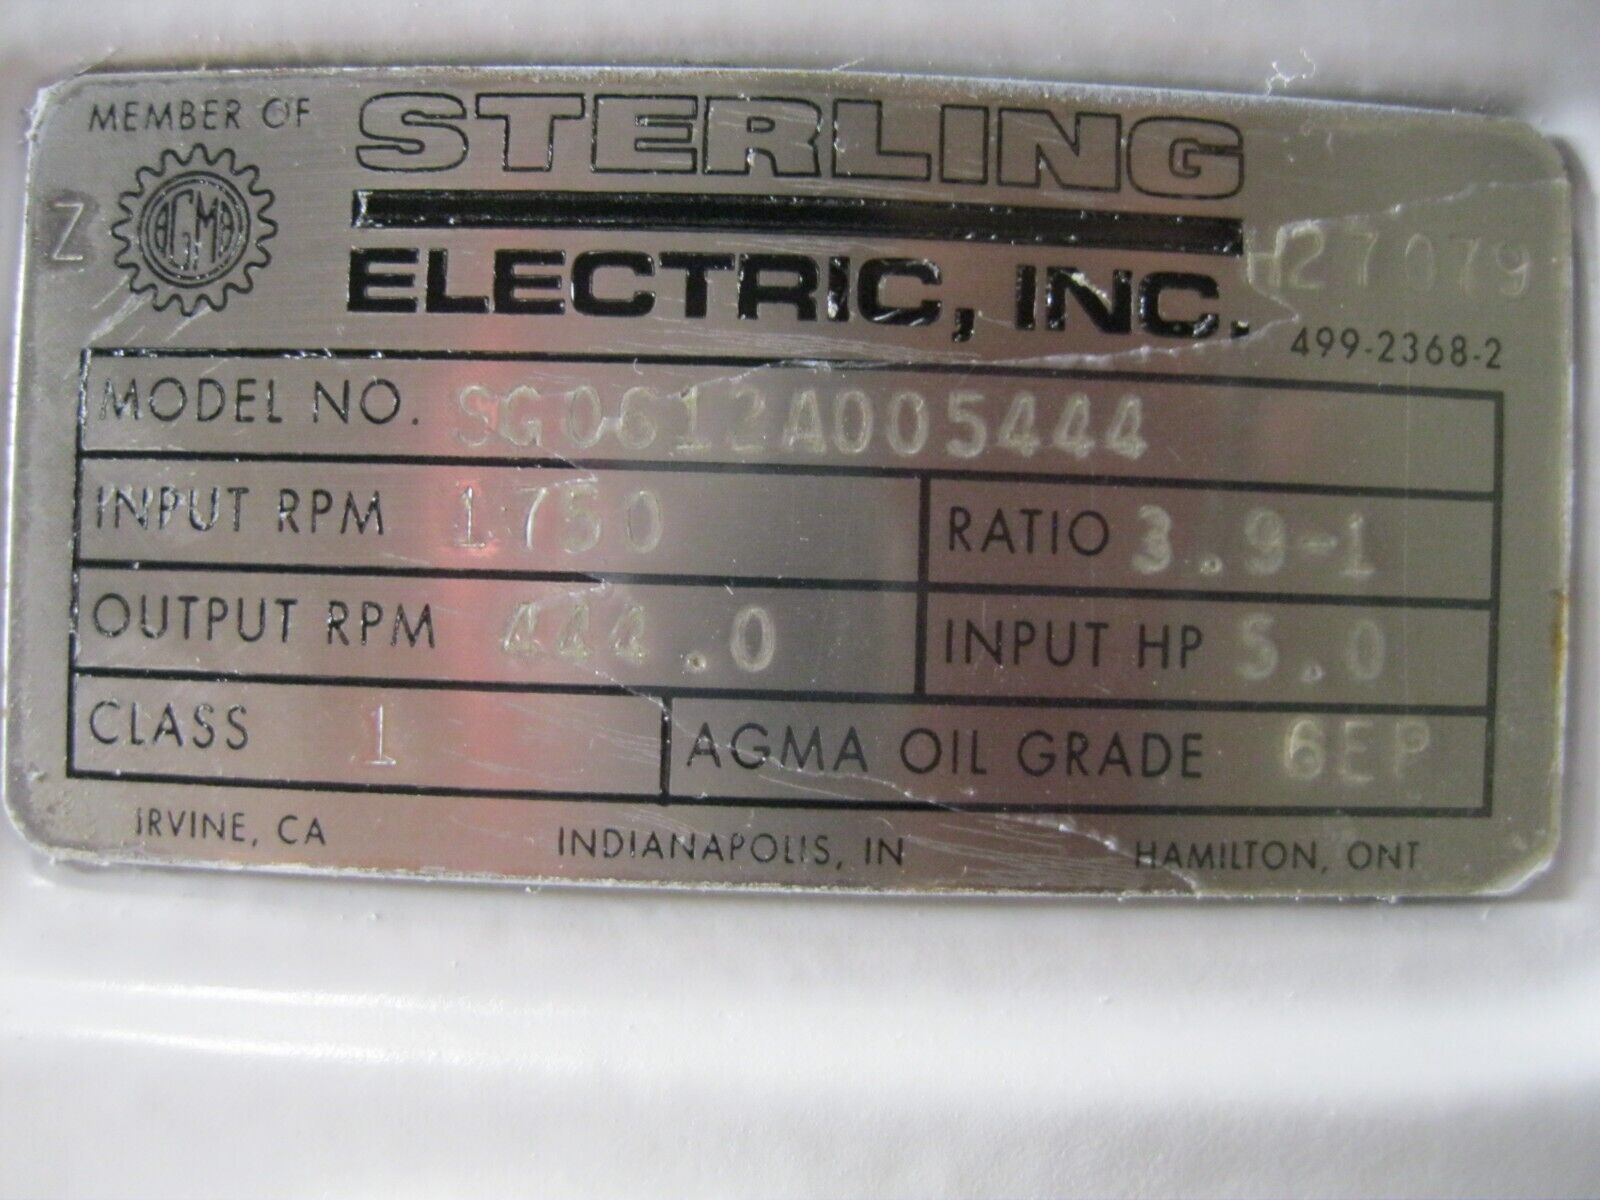 MEMBER OF
STERLING
Z
AGMA
H27079
ELECTRIC, INC.
499-2368-2
MODEL NO. SG0612A005444
INPUT RPM 1750
RATIO 3.9-1
OUTPUT RPM 444.0
INPUT HP 5.0
CLASS 1
AGMA OIL GRADE 6EP
IRVINE, CA
INDIANAPOLIS, IN
HAMILTON, ONT